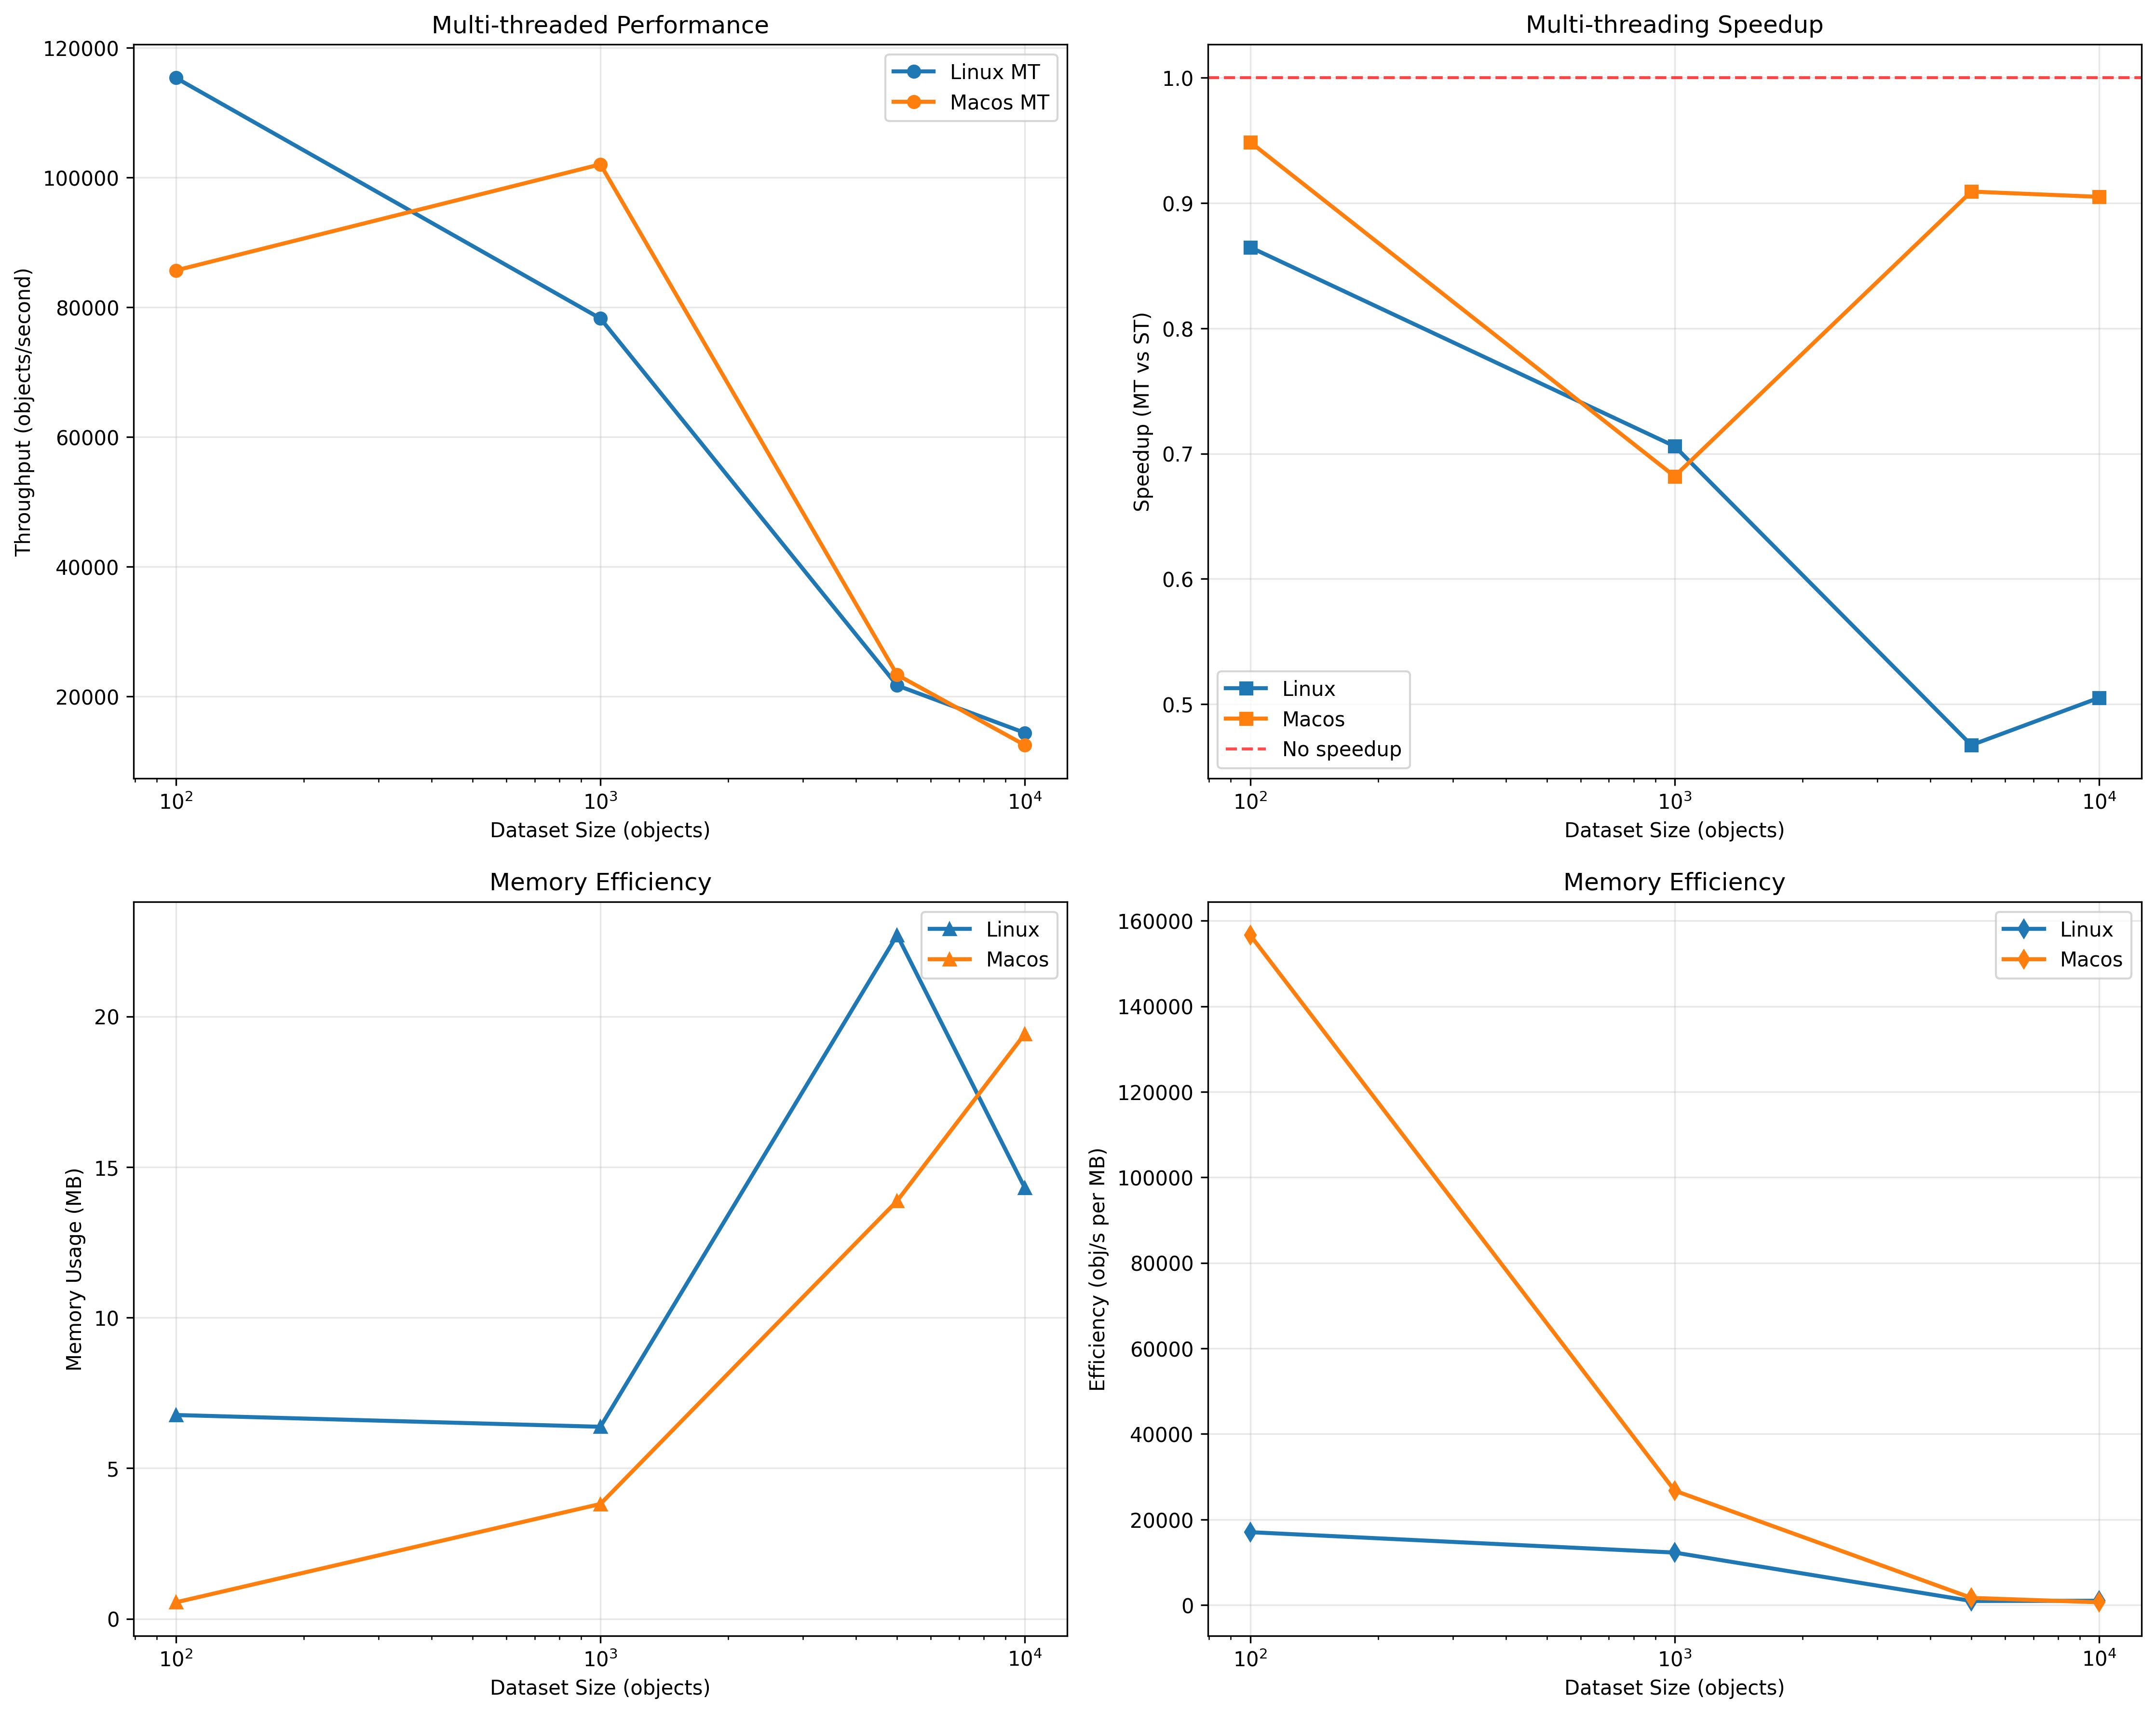 Multi-threaded Performance
120000
100000
80000
60000
40000
20000
Throughput (objects/second)
Linux MT
Macos MT
10²
10³
10⁴
Dataset Size (objects)
Multi-threading Speedup
1.0
0.9
0.8
0.7
0.6
0.5
Speedup (MT vs ST)
Linux
Macos
No speedup
10²
10³
10⁴
Dataset Size (objects)
Memory Efficiency
20
15
10
5
0
Memory Usage (MB)
Linux
Macos
10²
10³
10⁴
Dataset Size (objects)
Memory Efficiency
160000
140000
120000
100000
80000
60000
40000
20000
0
Efficiency (obj/s per MB)
Linux
Macos
10²
10³
10⁴
Dataset Size (objects)